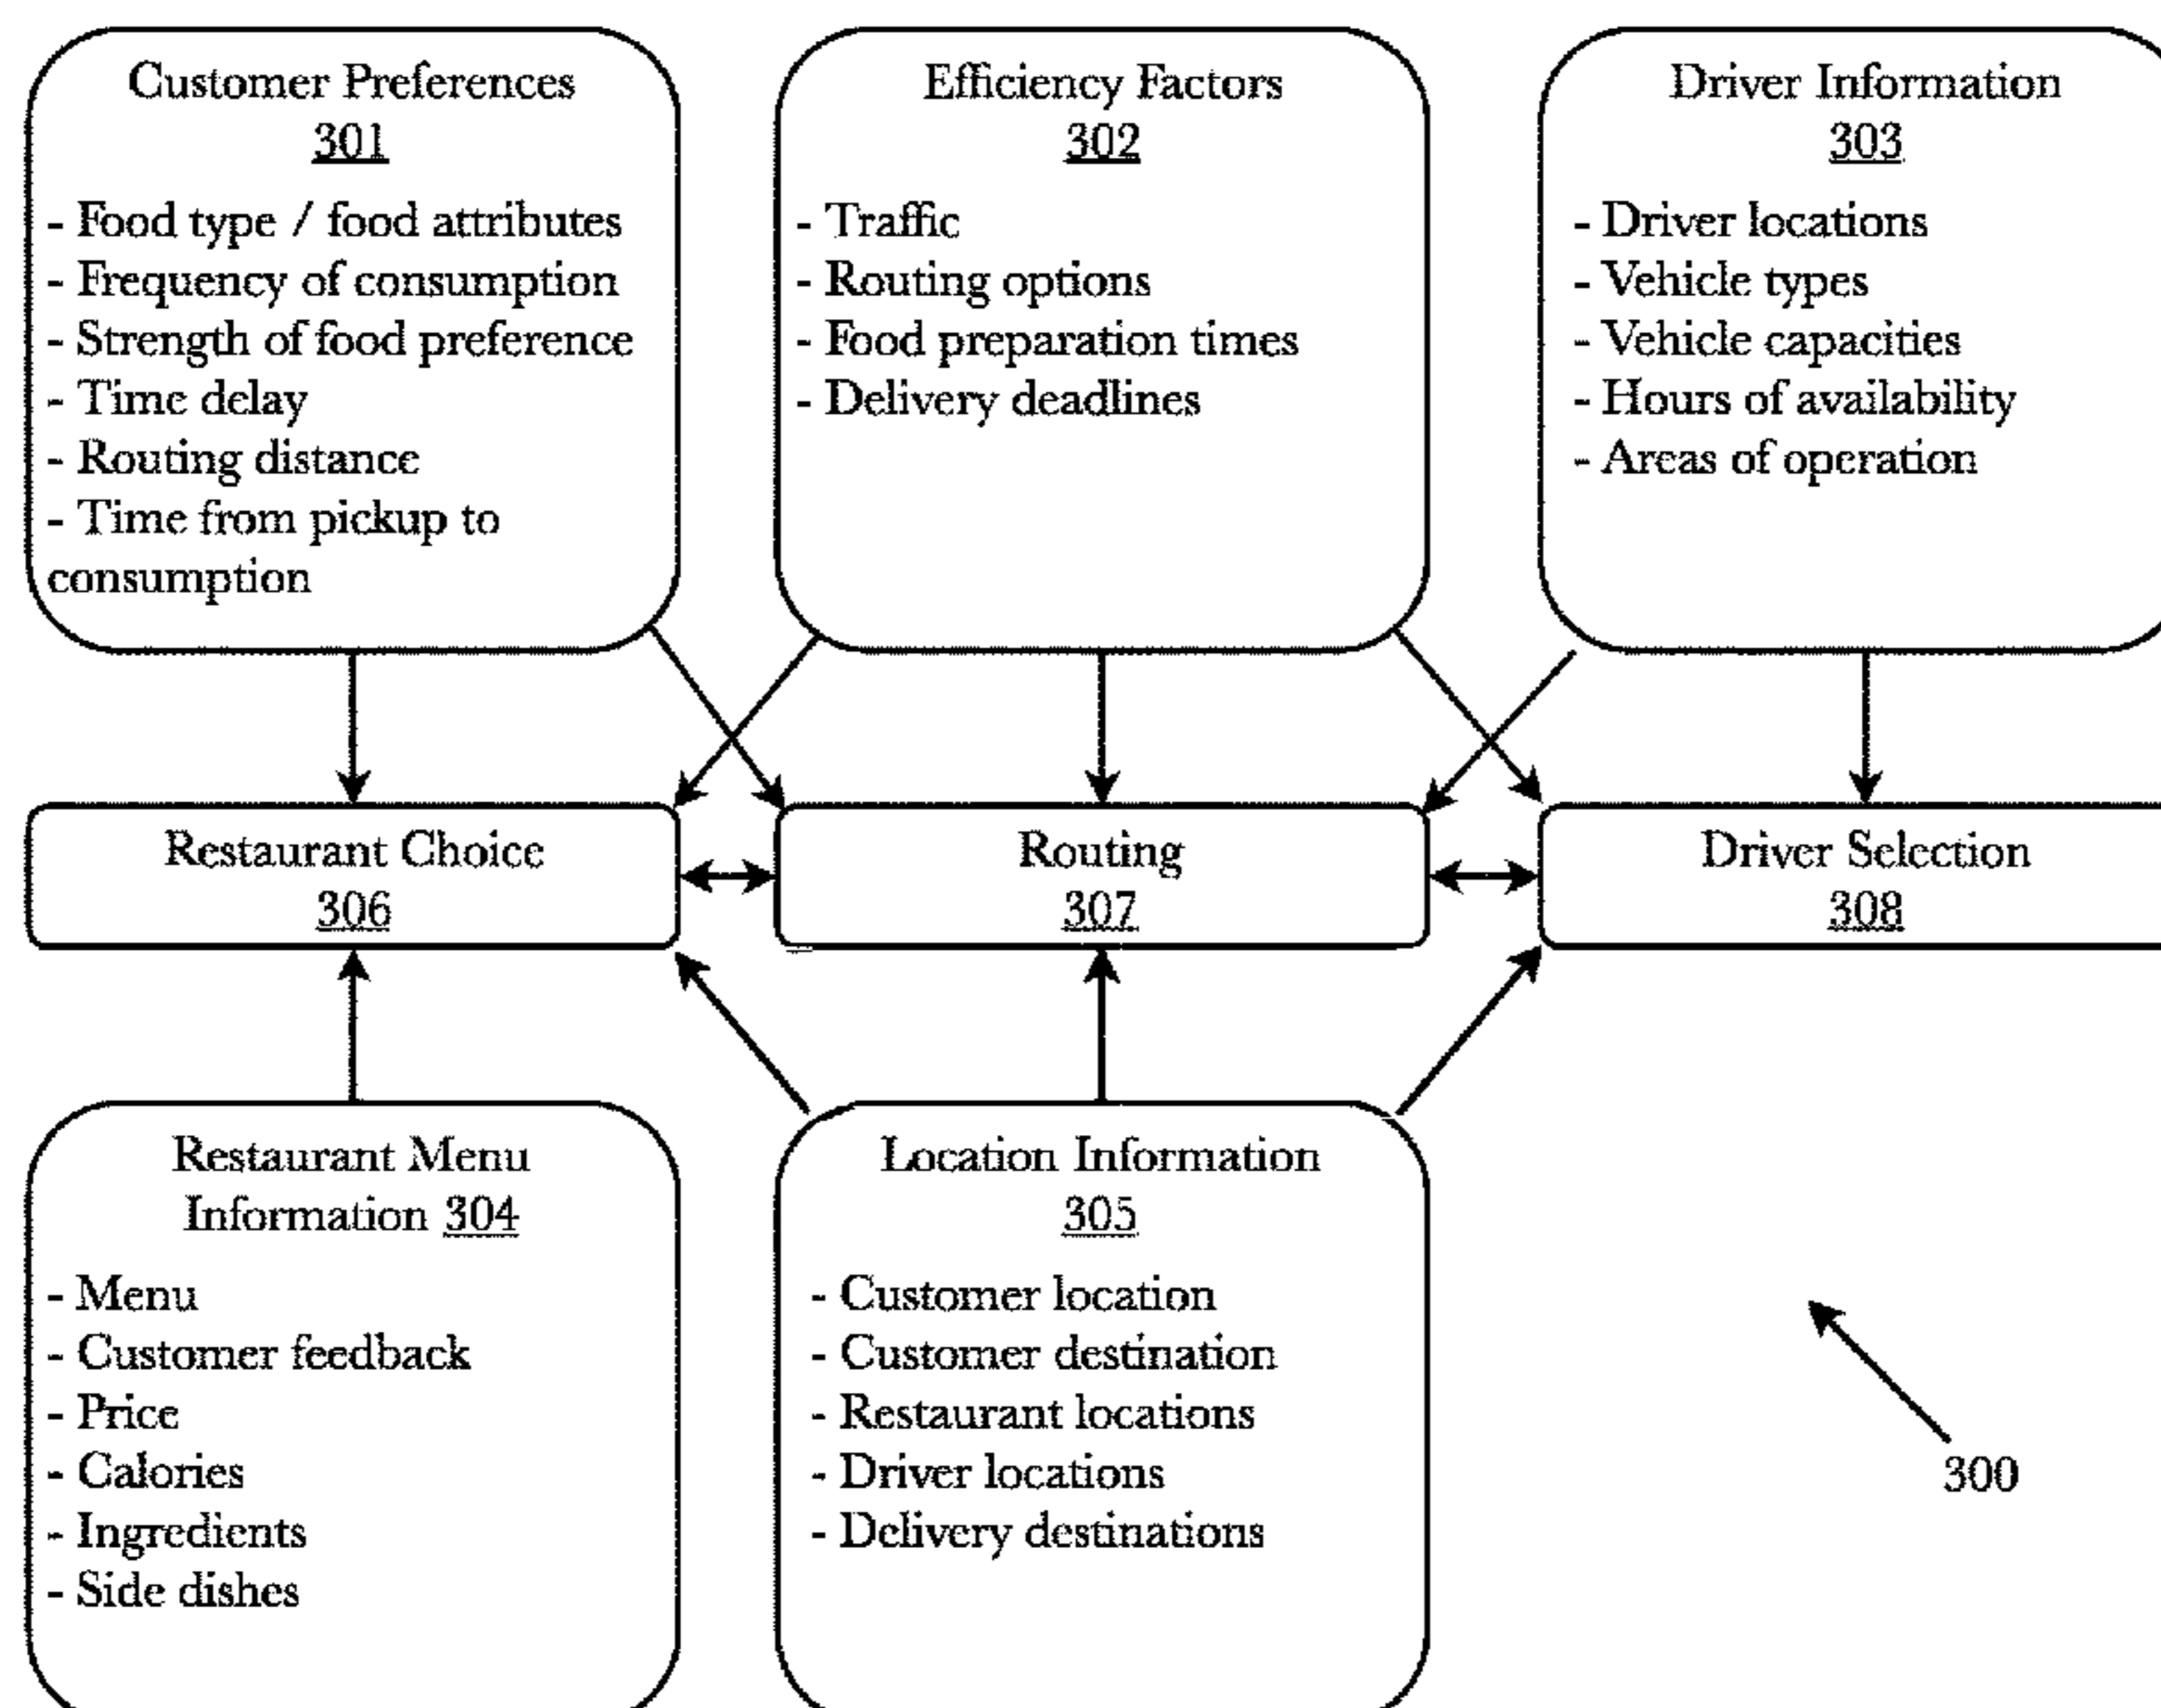 Customer Preferences
301
- Food type / food attributes
- Frequency of consumption
- Strength of food preference
- Time delay
- Routing distance
- Time from pickup to
consumption
Efficiency Factors
302
- Traffic
- Routing options
- Food preparation times
- Delivery deadlines
Driver Information
303
- Driver locations
- Vehicle types
- Vehicle capacities
- Hours of availability
- Areas of operation
Restaurant Choice
306
Routing
307
Driver Selection
308
Restaurant Menu
Information 304
- Menu
- Customer feedback
- Price
- Calories
- Ingredients
- Side dishes
Location Information
305
- Customer location
- Customer destination
- Restaurant locations
- Driver locations
- Delivery destinations
300